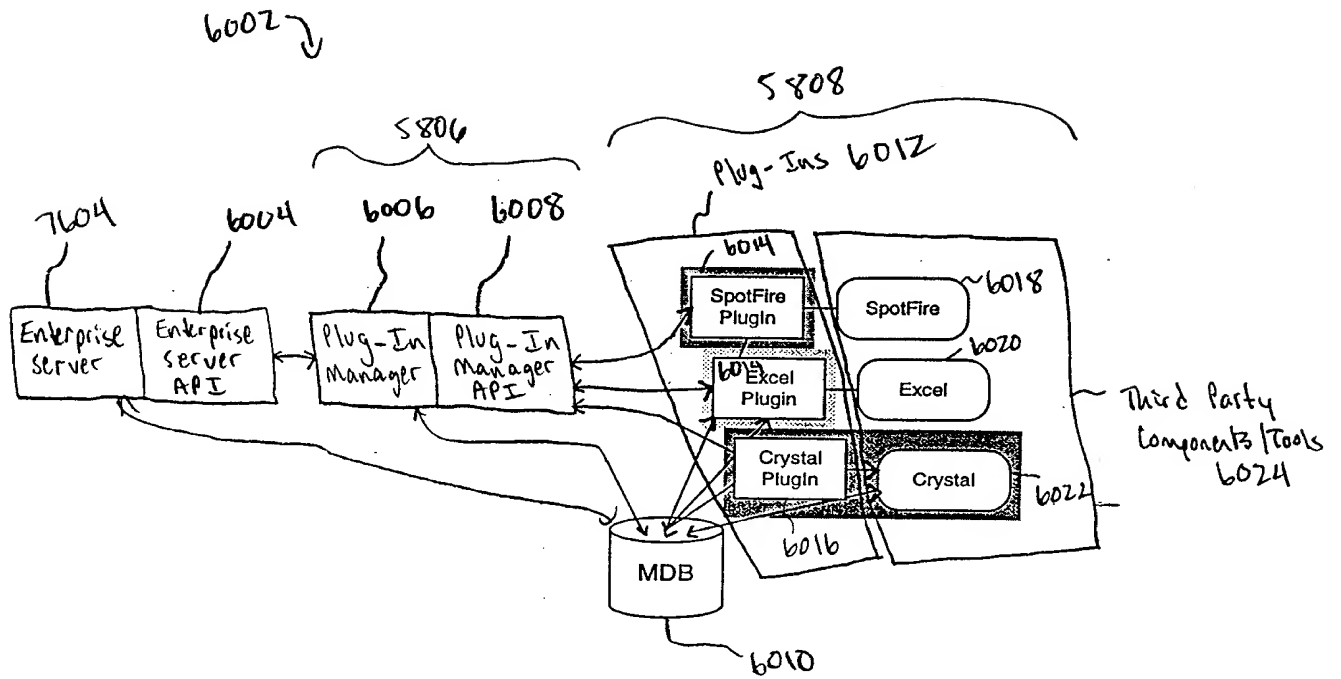 6002
5808
5806
Plug-Ins 6012
7604
6004
6006
6008
6014
6018
SpotFire
PlugIn
SpotFire
Enterprise
server
Enterprise
server
API
Plug-In
Manager
Plug-In
Manager
API
6014
6020
Excel
PlugIn
Excel
Third Party
Components/Tools
6024
Crystal
PlugIn
Crystal
6022
6016
MDB
6010